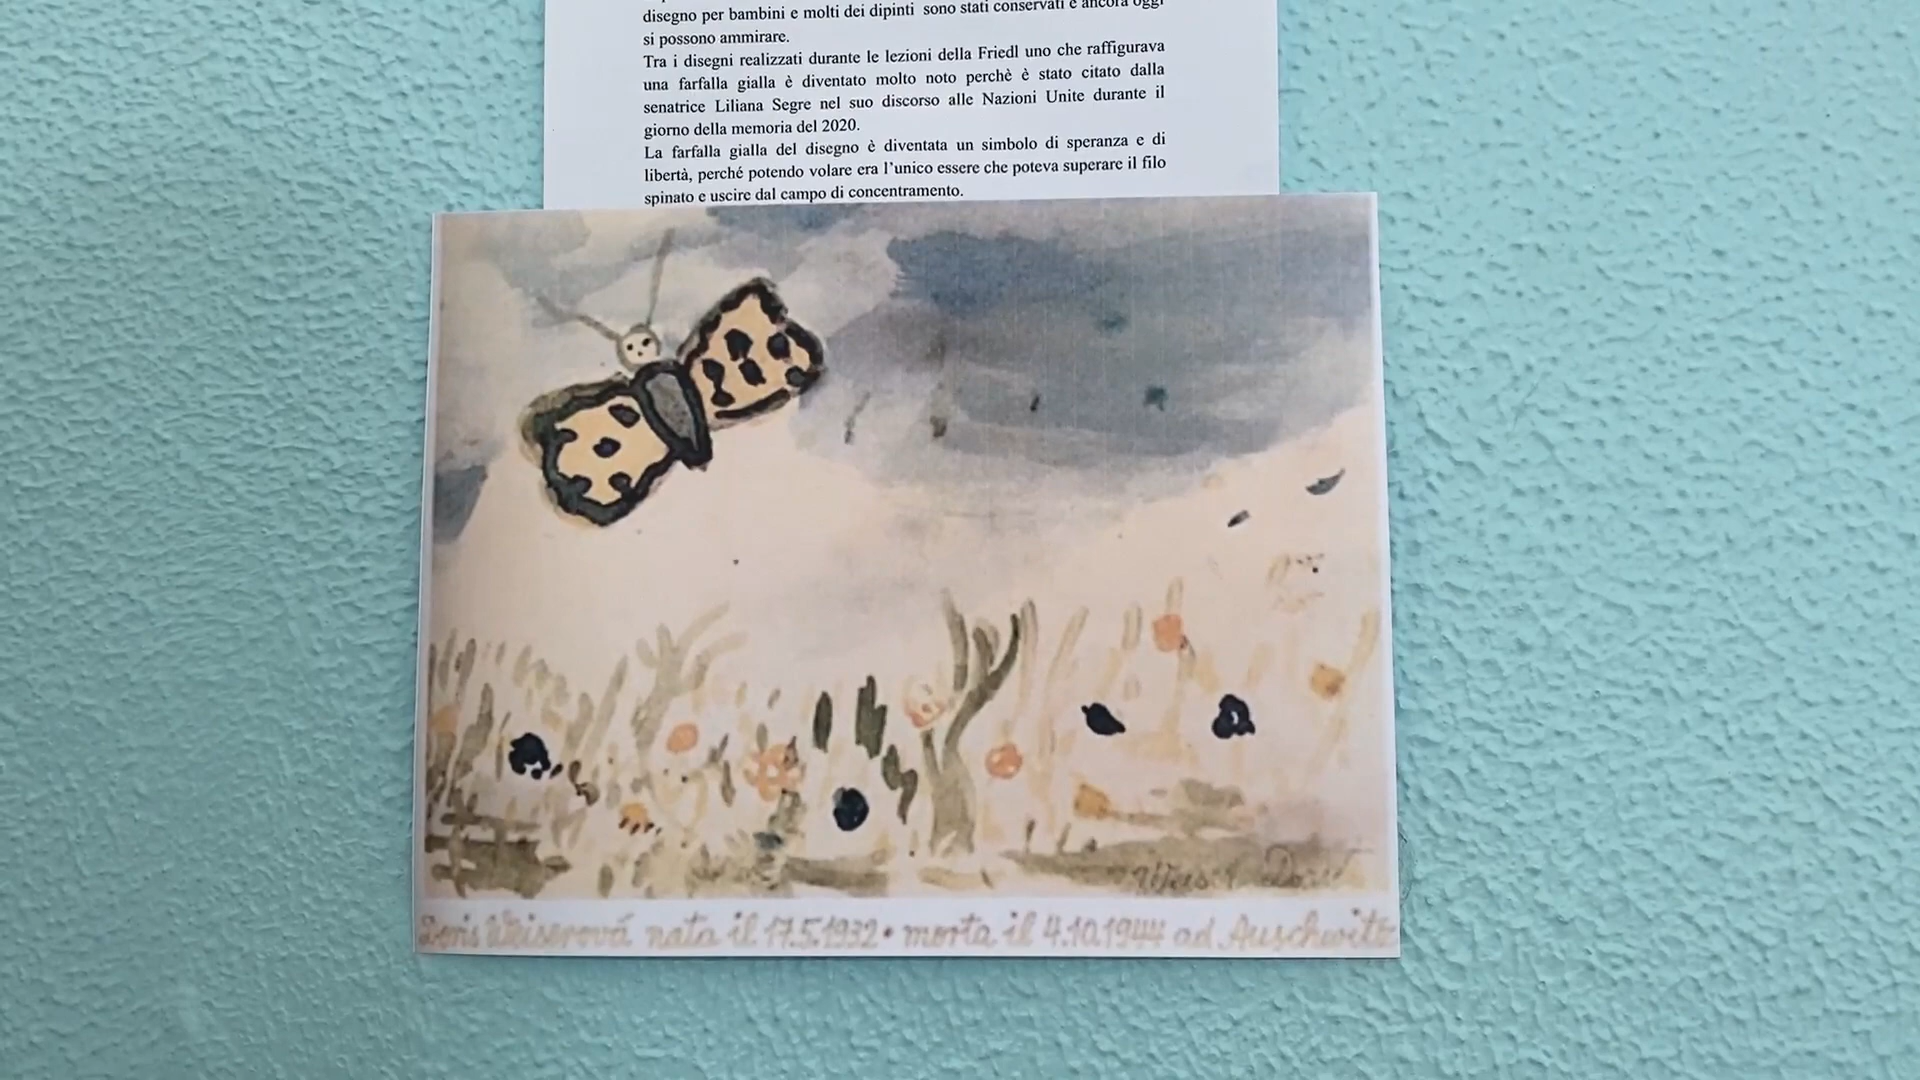 disegno per bambini e molti dei dipinti sono stati conservati e ancora oggi
si possono ammirare.
Tra i disegni realizzati durante le lezioni della Friedl uno che raffigurava
una farfalla gialla è diventato molto noto perchè è stato citato dalla
senatrice Liliana Segre nel suo discorso alle Nazioni Unite durante il
giorno della memoria del 2020.
La farfalla gialla del disegno è diventata un simbolo di speranza e di
libertà, perché potendo volare era l'unico essere che poteva superare il filo
spinato e uscire dal campo di concentramento.
Doris Weiserová nata il 17.5.1932 • morta il 4.10.1944 ad Auschwitz